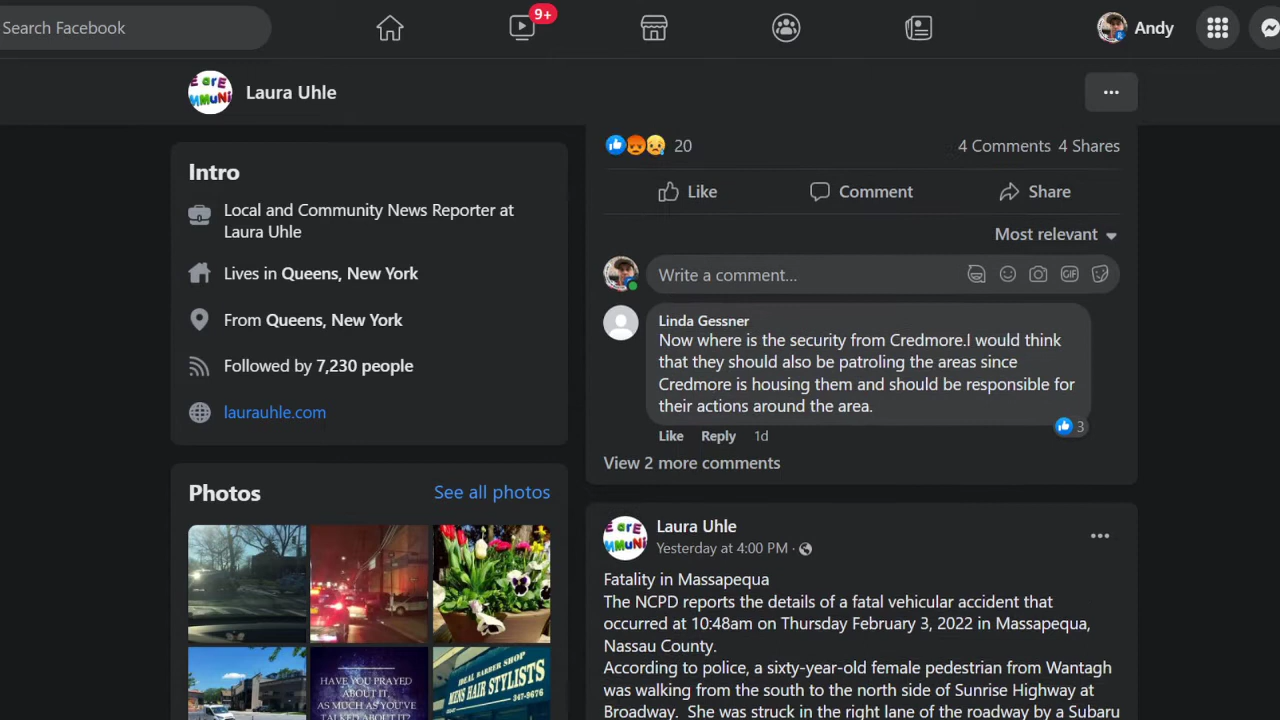 Search Facebook
9+
Andy
Laura Uhle
...
Intro
Local and Community News Reporter at
Laura Uhle
Lives in Queens, New York
From Queens, New York
Followed by 7,230 people
laurauhle.com
Photos
See all photos
HAVE YOU PRAYED
ABOUT IT,
AS MUCH AS YOU'VE
TALKED ABOUT IT?
IDEAL BARBER SHOP
MENS HAIR STYLISTS
347-9676
20
4 Comments 4 Shares
Like
Comment
Share
Most relevant
Write a comment...
GIF
Linda Gessner
Now where is the security from Credmore.I would think
that they should also be patroling the areas since
Credmore is housing them and should be responsible for
their actions around the area.
3
Like Reply 1d
View 2 more comments
Laura Uhle
Yesterday at 4:00 PM ·
...
Fatality in Massapequa
The NCPD reports the details of a fatal vehicular accident that
occurred at 10:48am on Thursday February 3, 2022 in Massapequa,
Nassau County.
According to police, a sixty-year-old female pedestrian from Wantagh
was walking from the south to the north side of Sunrise Highway at
Broadway. She was struck in the right lane of the roadway by a Subaru